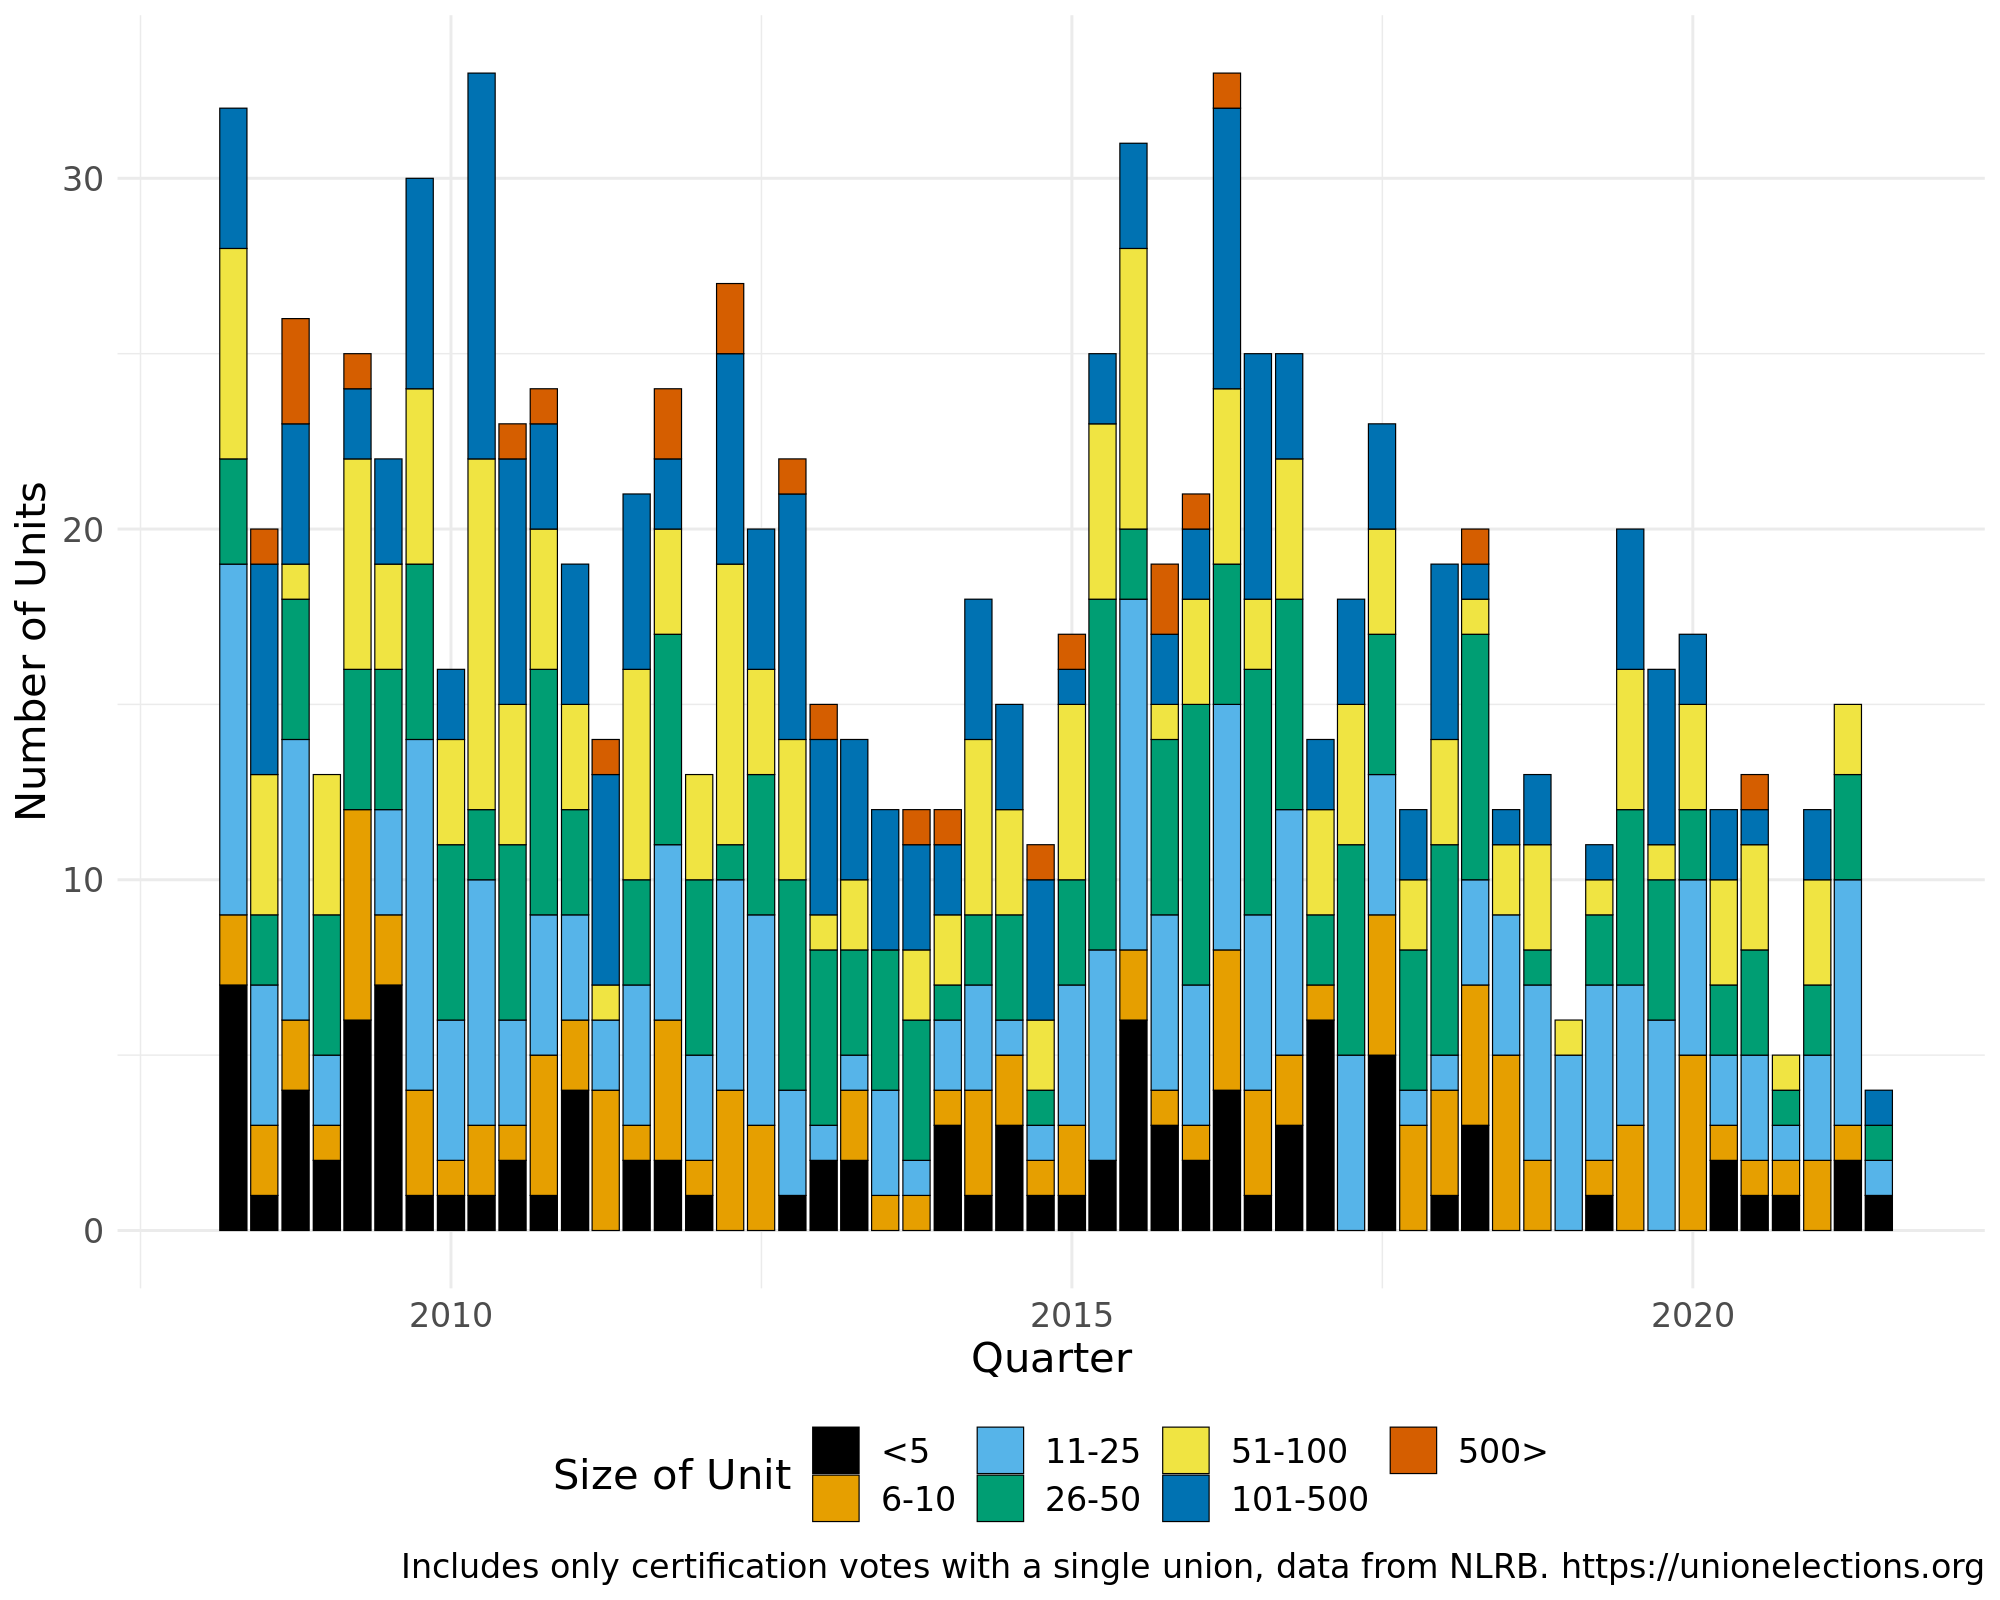 30
20
10
0
Number of Units
2010 2015 2020
Quarter
Size of Unit
<5 11-25 51-100 500>
6-10 26-50 101-500
Includes only certification votes with a single union, data from NLRB. https://unionelections.org